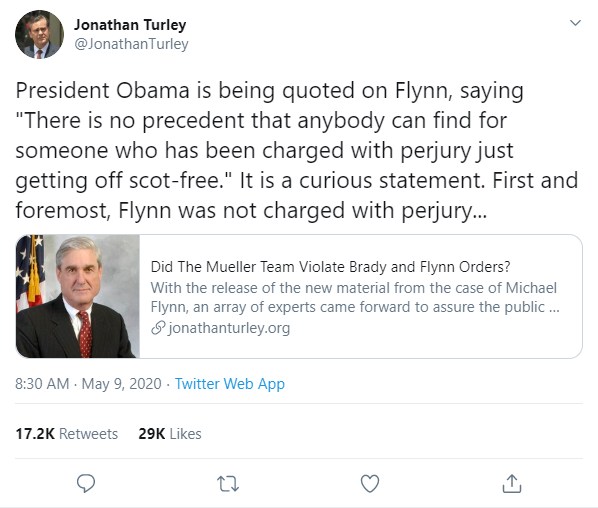 Jonathan Turley
@JonathanTurley
President Obama is being quoted on Flynn, saying
"There is no precedent that anybody can find for
someone who has been charged with perjury just
getting off scot-free." It is a curious statement. First and
foremost, Flynn was not charged with perjury...
Did The Mueller Team Violate Brady and Flynn Orders?
With the release of the new material from the case of Michael
Flynn, an array of experts came forward to assure the public ...
jonathanturley.org
8:30 AM · May 9, 2020 · Twitter Web App
17.2K Retweets 29K Likes